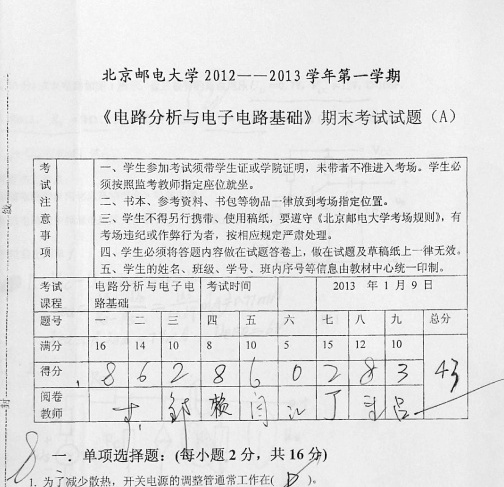 北京邮电大学 2012——2013 学年第一学期
《电路分析与电子电路基础》期末考试试题（A）
考试注意事项
一、学生参加考试须带学生证或学院证明，未带者不准进入考场。学生必
须按照监考教师指定座位就坐。
二、书本、参考资料、书包等物品一律放到考场指定位置。
三、学生不得另行携带、使用稿纸，要遵守《北京邮电大学考场规则》，有
考场违纪或作弊行为者，按相应规定严肃处理。
四、学生必须将答题内容做在试题答卷上，做在试题及草稿纸上一律无效。
五、学生的姓名、班级、学号、班内序号等信息由教材中心统一印制。
考试课程 电路分析与电子电路基础 考试时间 2013 年 1 月 9 日
题号 一 二 三 四 五 六 七 八 九 总分
满分 16 14 10 8 10 5 15 12 10
得分 8 6 2 8 6 0 2 8 3 43
阅卷教师 赖 闫 丁
8
一．单项选择题：(每小题 2 分，共 16 分)
1. 为了减少散热，开关电源的调整管通常工作在( D )。